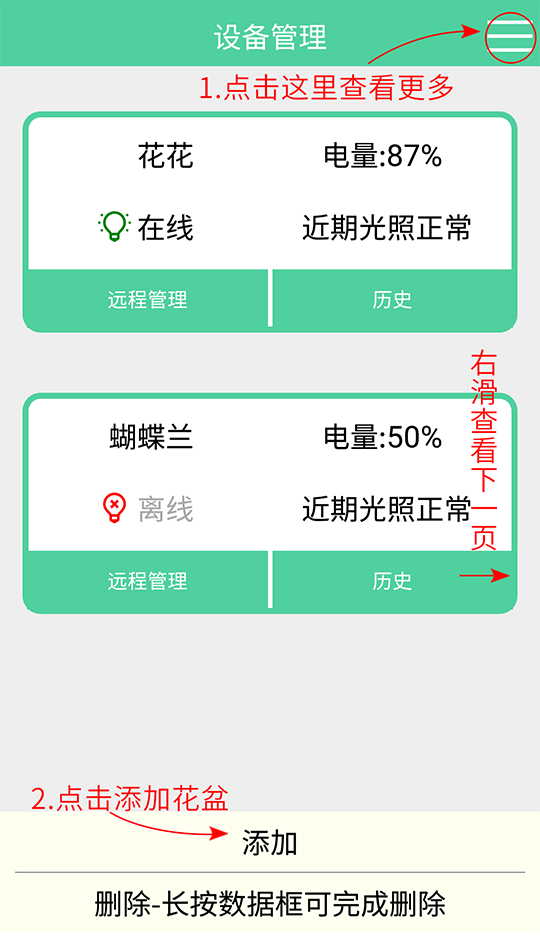 设备管理
1.点击这里查看更多
花花
电量:87%
在线
近期光照正常
远程管理
历史
右滑查看下一页
蝴蝶兰
电量:50%
离线
近期光照正常
远程管理
历史
2.点击添加花盆
添加
删除-长按数据框可完成删除